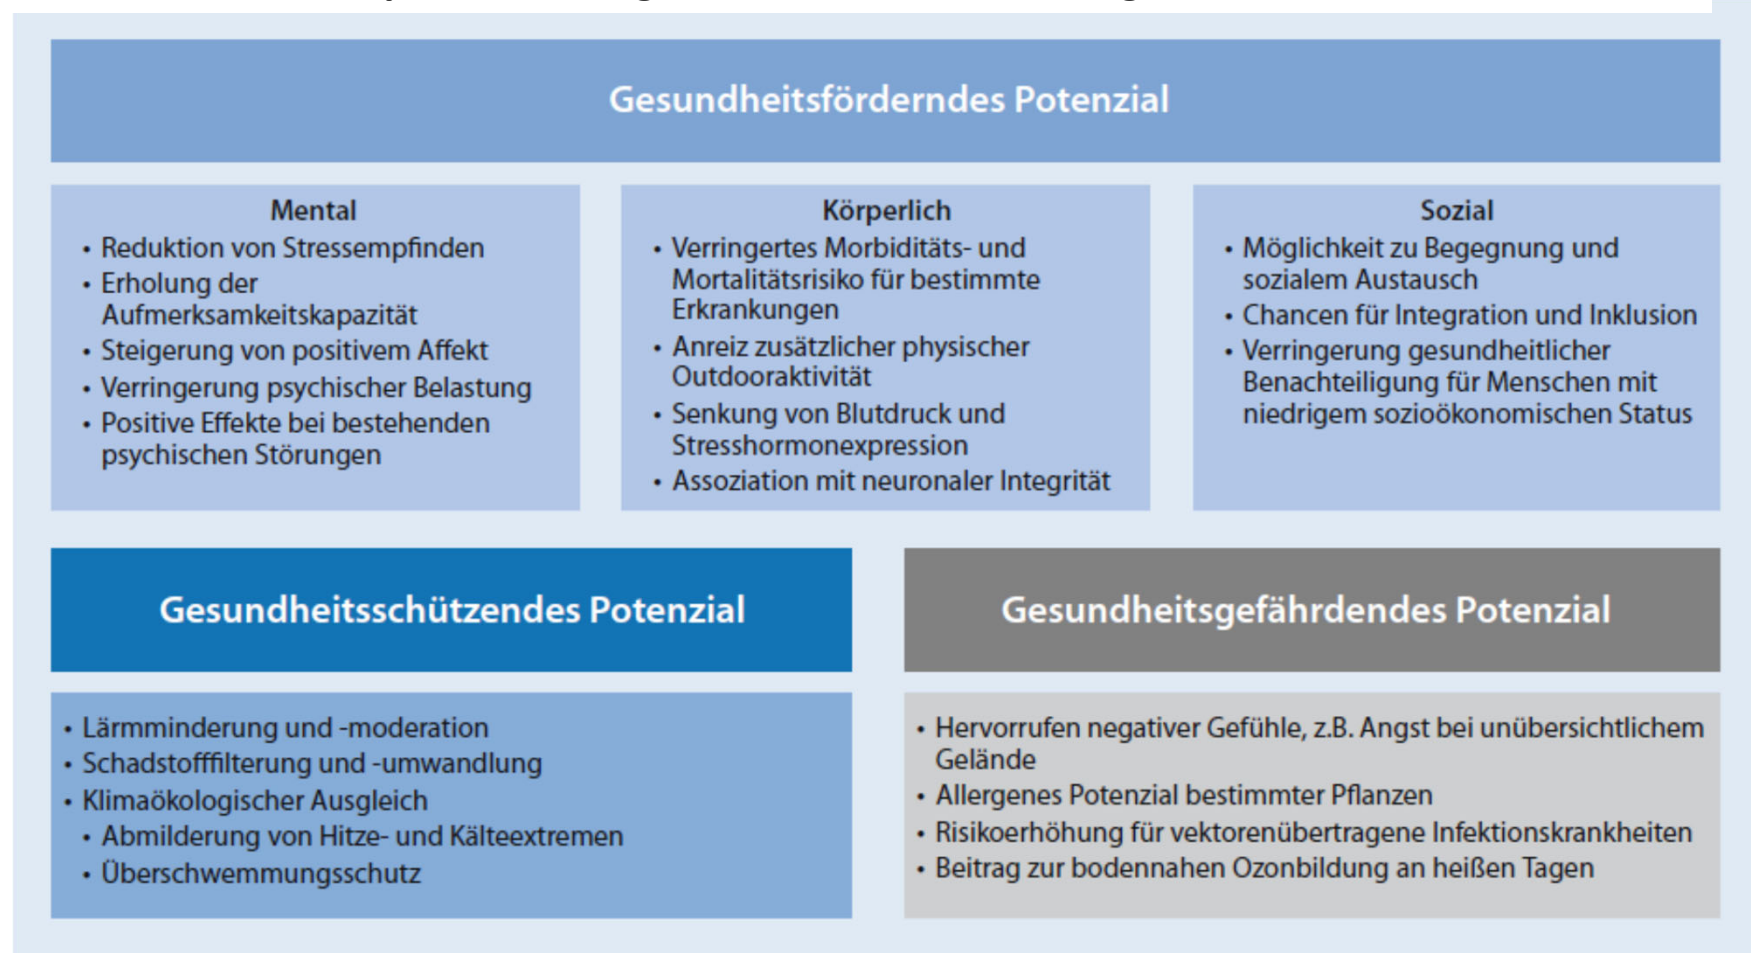 Gesundheitsförderndes Potenzial
Mental
• Reduktion von Stressempfinden
• Erholung der
Aufmerksamkeitskapazität
• Steigerung von positivem Affekt
• Verringerung psychischer Belastung
• Positive Effekte bei bestehenden
psychischen Störungen
Körperlich
• Verringertes Morbiditäts- und
Mortalitätsrisiko für bestimmte
Erkrankungen
• Anreiz zusätzlicher physischer
Outdooraktivität
• Senkung von Blutdruck und
Stresshormonexpression
• Assoziation mit neuronaler Integrität
Sozial
• Möglichkeit zu Begegnung und
sozialem Austausch
• Chancen für Integration und Inklusion
• Verringerung gesundheitlicher
Benachteiligung für Menschen mit
niedrigem sozioökonomischen Status
Gesundheitsschützendes Potenzial
• Lärmminderung und -moderation
• Schadstofffilterung und -umwandlung
• Klimaökologischer Ausgleich
• Abmilderung von Hitze- und Kälteextremen
• Überschwemmungsschutz
Gesundheitsgefährdendes Potenzial
• Hervorrufen negativer Gefühle, z.B. Angst bei unübersichtlichem
Gelände
• Allergenes Potenzial bestimmter Pflanzen
• Risikoerhöhung für vektorenübertragene Infektionskrankheiten
• Beitrag zur bodennahen Ozonbildung an heißen Tagen